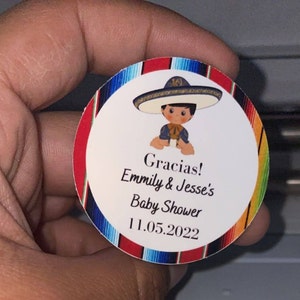 Gracias!
Emmily & Jesse's
Baby Shower
11.05.2022